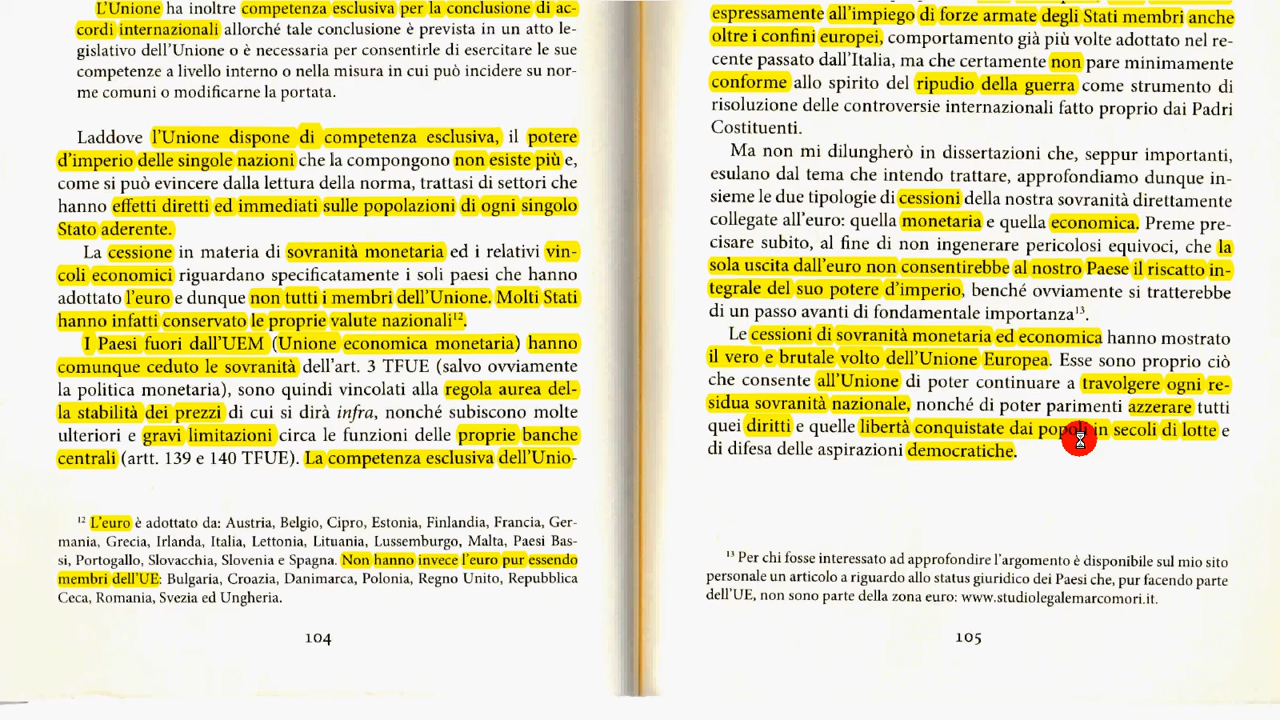 L'Unione ha inoltre competenza esclusiva per la conclusione di ac-
cordi internazionali allorché tale conclusione è prevista in un atto le-
gislativo dell'Unione o è necessaria per consentirle di esercitare le sue
competenze a livello interno o nella misura in cui può incidere su nor-
me comuni o modificarne la portata.
Laddove l'Unione dispone di competenza esclusiva, il potere
d'imperio delle singole nazioni che la compongono non esiste più e,
come si può evincere dalla lettura della norma, trattasi di settori che
hanno effetti diretti ed immediati sulle popolazioni di ogni singolo
Stato aderente.
La cessione in materia di sovranità monetaria ed i relativi vin-
coli economici riguardano specificatamente i soli paesi che hanno
adottato l'euro e dunque non tutti i membri dell'Unione. Molti Stati
hanno infatti conservato le proprie valute nazionali¹².
I Paesi fuori dall'UEM (Unione economica monetaria) hanno
comunque ceduto le sovranità dell'art. 3 TFUE (salvo ovviamente
la politica monetaria), sono quindi vincolati alla regola aurea del-
la stabilità dei prezzi di cui si dirà infra, nonché subiscono molte
ulteriori e gravi limitazioni circa le funzioni delle proprie banche
centrali (artt. 139 e 140 TFUE). La competenza esclusiva dell'Unio-
¹² L'euro è adottato da: Austria, Belgio, Cipro, Estonia, Finlandia, Francia, Ger-
mania, Grecia, Irlanda, Italia, Lettonia, Lituania, Lussemburgo, Malta, Paesi Bas-
si, Portogallo, Slovacchia, Slovenia e Spagna. Non hanno invece l'euro pur essendo
membri dell'UE: Bulgaria, Croazia, Danimarca, Polonia, Regno Unito, Repubblica
Ceca, Romania, Svezia ed Ungheria.
104
espressamente all'impiego di forze armate degli Stati membri anche
oltre i confini europei, comportamento già più volte adottato nel re-
cente passato dall'Italia, ma che certamente non pare minimamente
conforme allo spirito del ripudio della guerra come strumento di
risoluzione delle controversie internazionali fatto proprio dai Padri
Costituenti.
Ma non mi dilungherò in dissertazioni che, seppur importanti,
esulano dal tema che intendo trattare, approfondiamo dunque in-
sieme le due tipologie di cessioni della nostra sovranità direttamente
collegate all'euro: quella monetaria e quella economica. Preme pre-
cisare subito, al fine di non ingenerare pericolosi equivoci, che la
sola uscita dall'euro non consentirebbe al nostro Paese il riscatto in-
tegrale del suo potere d'imperio, benché ovviamente si tratterebbe
di un passo avanti di fondamentale importanza¹³.
Le cessioni di sovranità monetaria ed economica hanno mostrato
il vero e brutale volto dell'Unione Europea. Esse sono proprio ciò
che consente all'Unione di poter continuare a travolgere ogni re-
sidua sovranità nazionale, nonché di poter parimenti azzerare tutti
quei diritti e quelle libertà conquistate dai popoli in secoli di lotte e
di difesa delle aspirazioni democratiche.
¹³ Per chi fosse interessato ad approfondire l'argomento è disponibile sul mio sito
personale un articolo a riguardo allo status giuridico dei Paesi che, pur facendo parte
dell'UE, non sono parte della zona euro: www.studiolegalemarcomori.it.
105